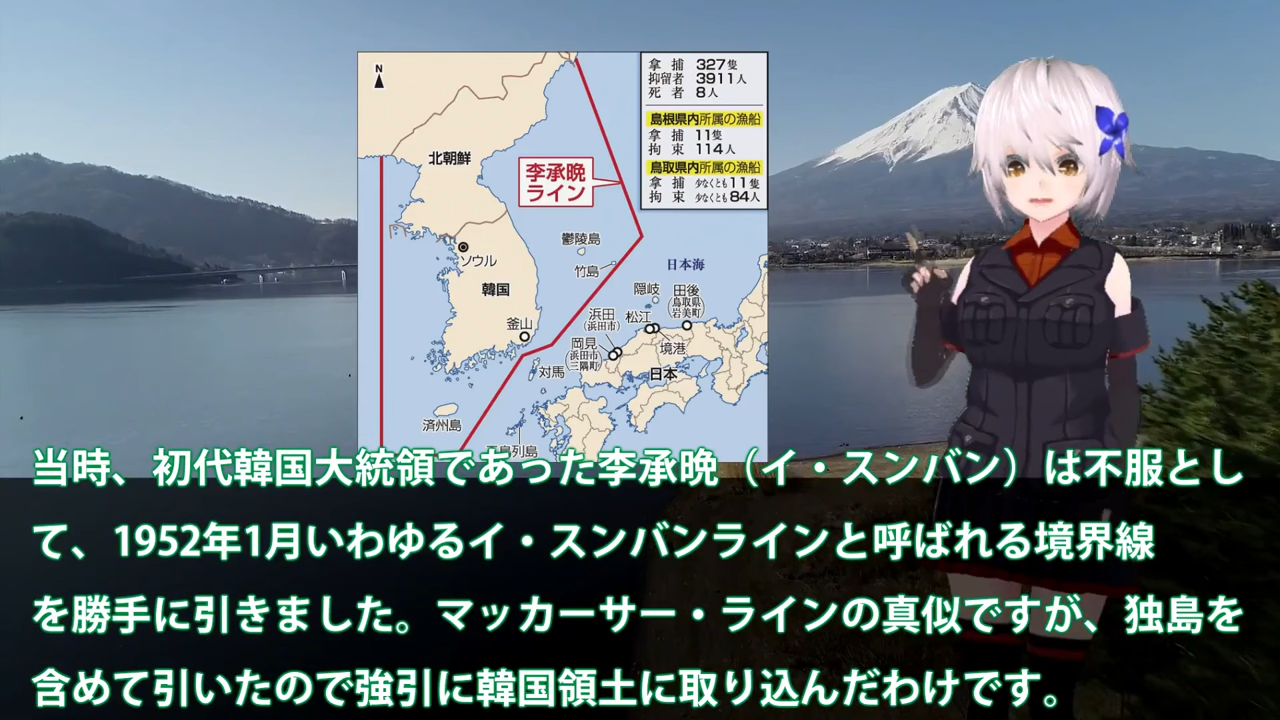 N
拿捕 327隻
抑留者 3911人
死者 8人
島根県内所属の漁船
拿捕 11隻
拘束 114人
鳥取県内所属の漁船
拿捕 少なくとも11隻
拘束 少なくとも84人
北朝鮮
李承晩
ライン
鬱陵島
ソウル
竹島
日本海
韓国
隠岐
田後
(鳥取県
岩美町)
釜山
浜田
(浜田市)
松江
岡見
(浜田市
三隅町)
境港
対馬
日本
済州島
五島列島
当時、初代韓国大統領であった李承晩（イ・スンバン）は不服とし
て、1952年1月いわゆるイ・スンバンラインと呼ばれる境界線
を勝手に引きました。マッカーサー・ラインの真似ですが、独島を
含めて引いたので強引に韓国領土に取り込んだわけです。